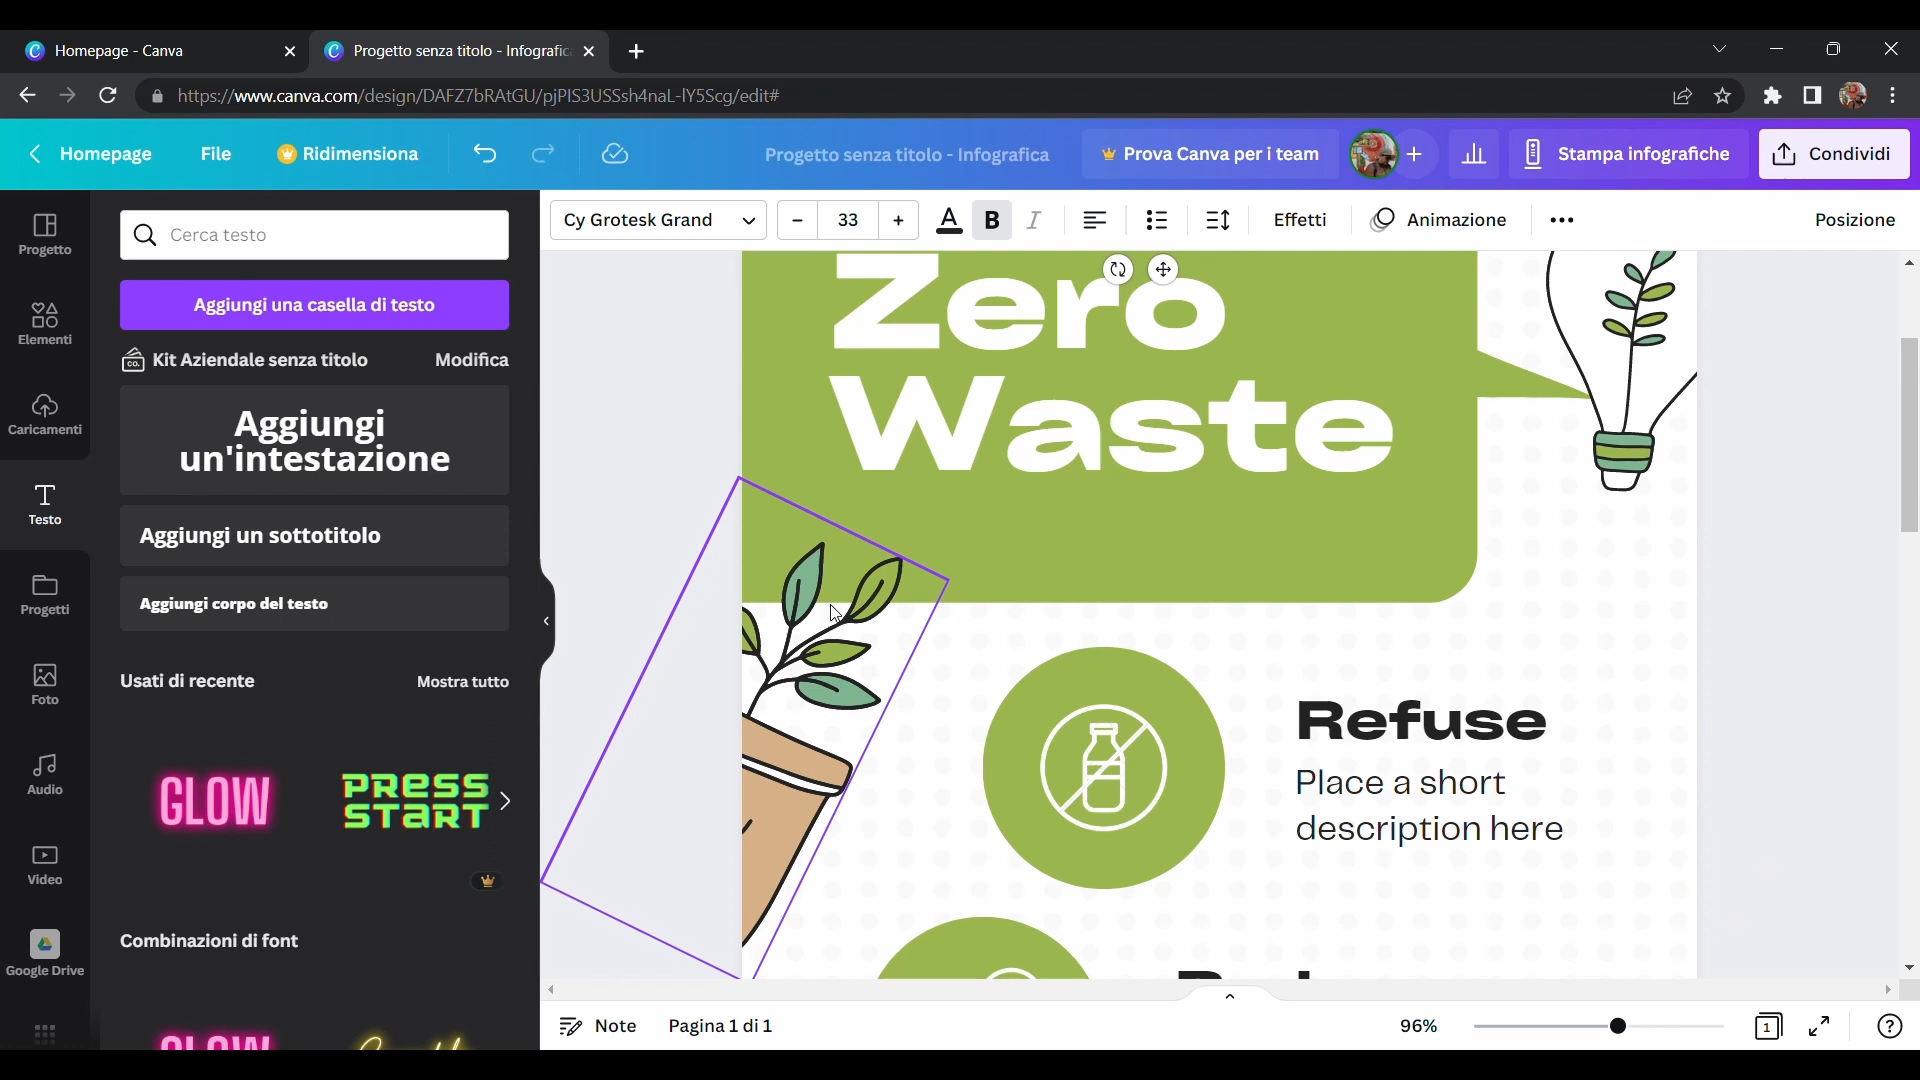 Homepage - Canva
Progetto senza titolo - Infografic
https://www.canva.com/design/DAFZ7bRAtGU/pjPIS3USSsh4naL-lY5Scg/edit#
Homepage
File
Ridimensiona
Progetto senza titolo - Infografica
Prova Canva per i team
Stampa infografiche
Condividi
Progetto
Elementi
Caricamenti
Testo
Progetti
Foto
Audio
Video
Google Drive
Cerca testo
Aggiungi una casella di testo
CO.
Kit Aziendale senza titolo
Modifica
Aggiungi
un'intestazione
Aggiungi un sottotitolo
Aggiungi corpo del testo
Usati di recente
Mostra tutto
GLOW
PRESS
START
Combinazioni di font
GLOW
Cy Grotesk Grand
33
A
B
I
Effetti
Animazione
Posizione
Zero
Waste
Refuse
Place a short
description here
Note
Pagina 1 di 1
96%
1